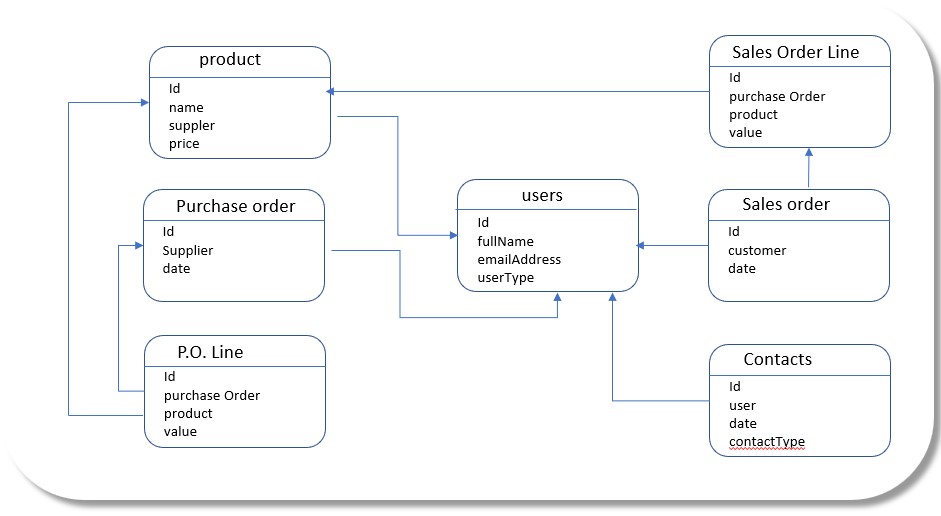 product
Id
name
suppler
price
Purchase order
Id
Supplier
date
P.O. Line
Id
purchase Order
product
value
users
Id
fullName
emailAddress
userType
Sales Order Line
Id
purchase Order
product
value
Sales order
Id
customer
date
Contacts
Id
user
date
contactType